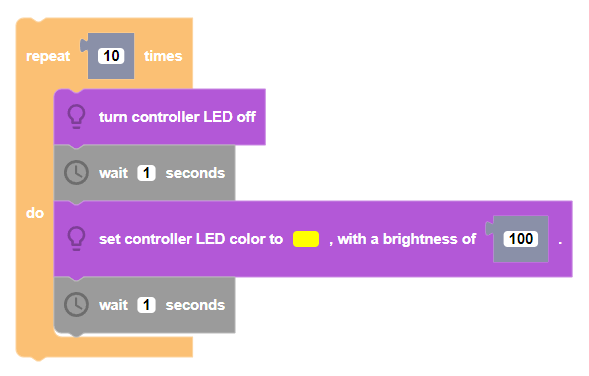 repeat 10 times
turn controller LED off
wait 1 seconds
do
set controller LED color to , with a brightness of 100 .
wait 1 seconds